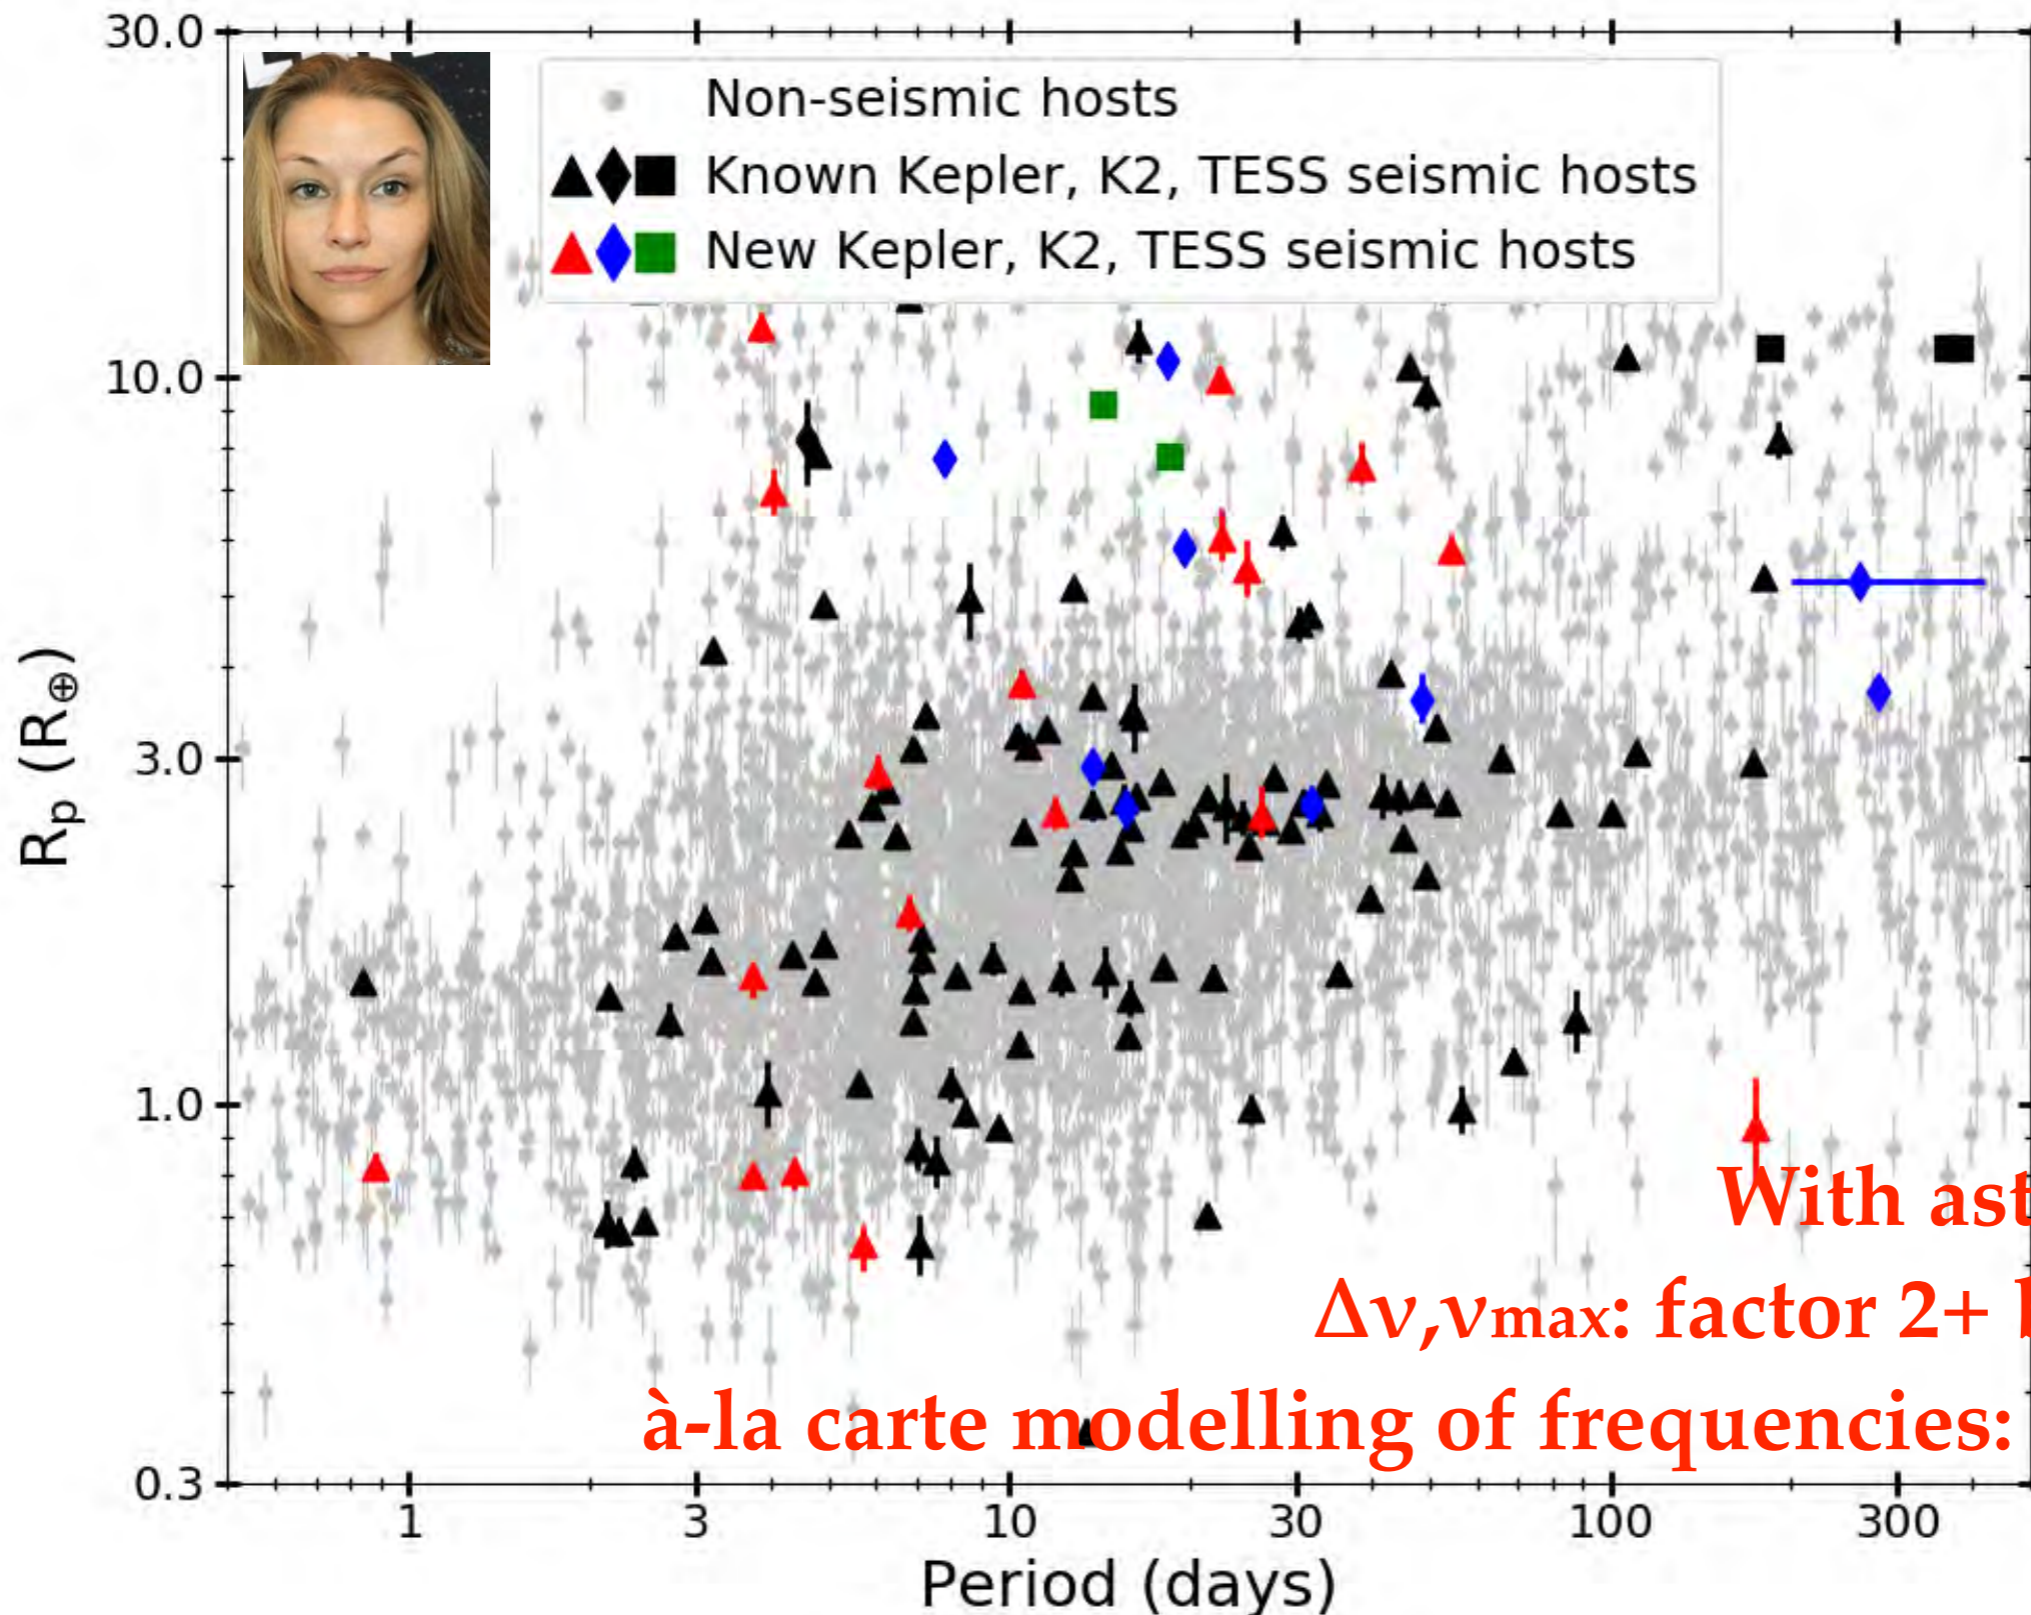 30.0
Non-seismic hosts
Known Kepler, K2, TESS seismic hosts
New Kepler, K2, TESS seismic hosts
10.0
3.0
1.0
0.3
Rₚ (R⊕)
With ast
Δν,νmax: factor 2+
à-la carte modelling of frequencies:
1 3 10 30 100 300
Period (days)